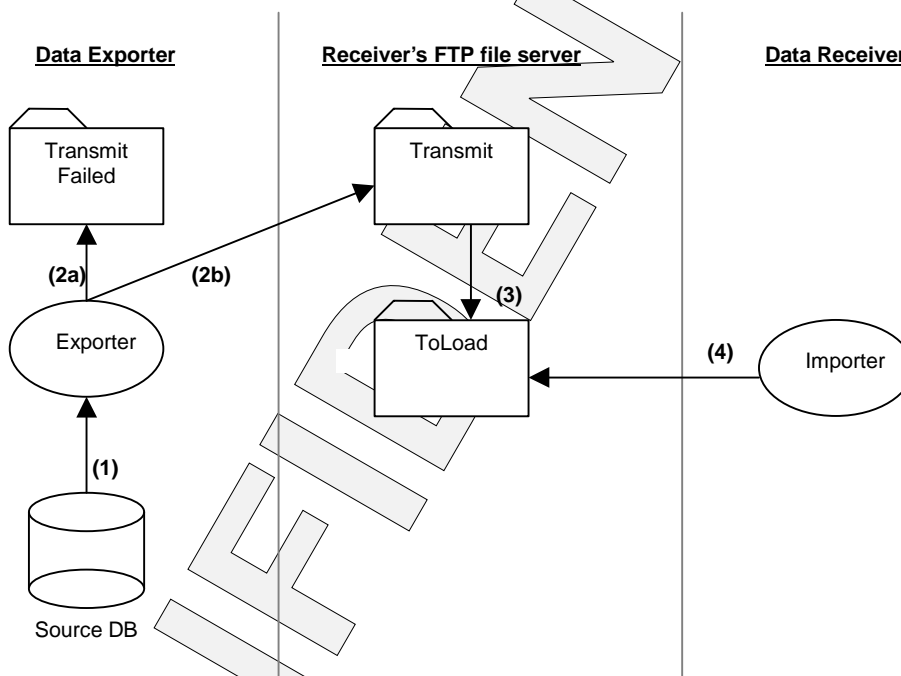 Data Exporter
Receiver's FTP file server
Data Receiver
Transmit
Failed
Transmit
(2a)
(2b)
(3)
Exporter
ToLoad
(4)
Importer
(1)
Source DB